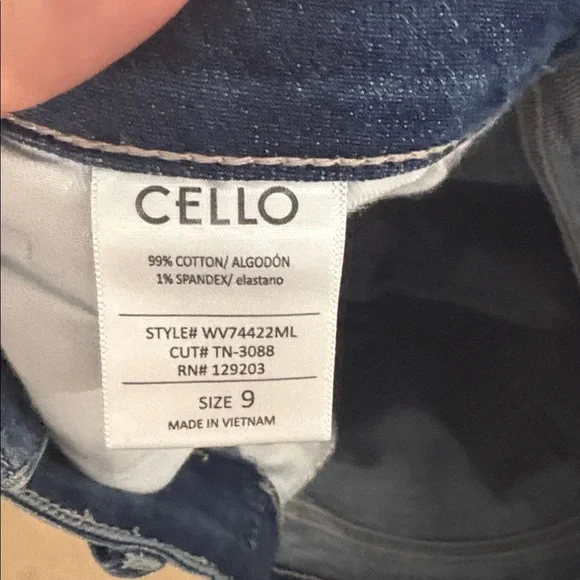 CELLO
99% COTTON/ ALGODÓN
1% SPANDEX/ elastano
STYLE# WV74422ML
CUT# TN-3088
RN# 129203
SIZE 9
MADE IN VIETNAM